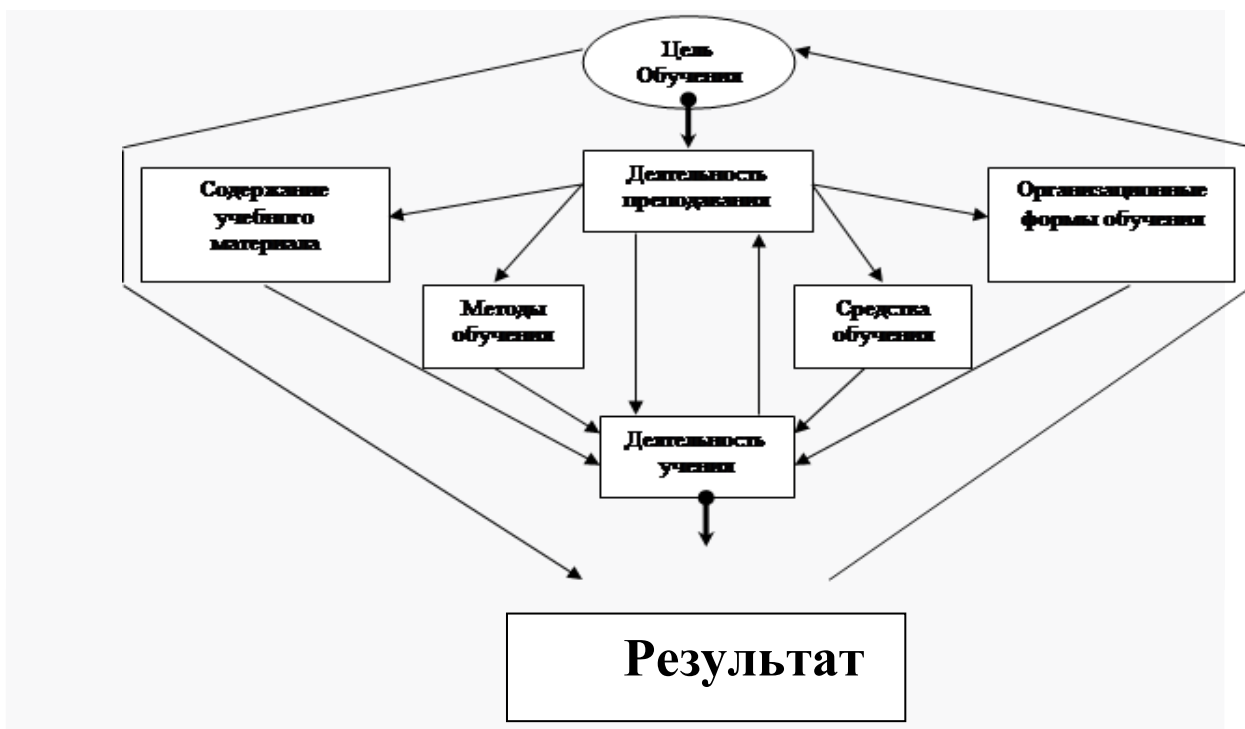 Цель
Обучения
Деятельность
преподавания
Содержание
учебного
материала
Организационные
формы обучения
Методы
обучения
Средства
обучения
Деятельность
учения
Результат